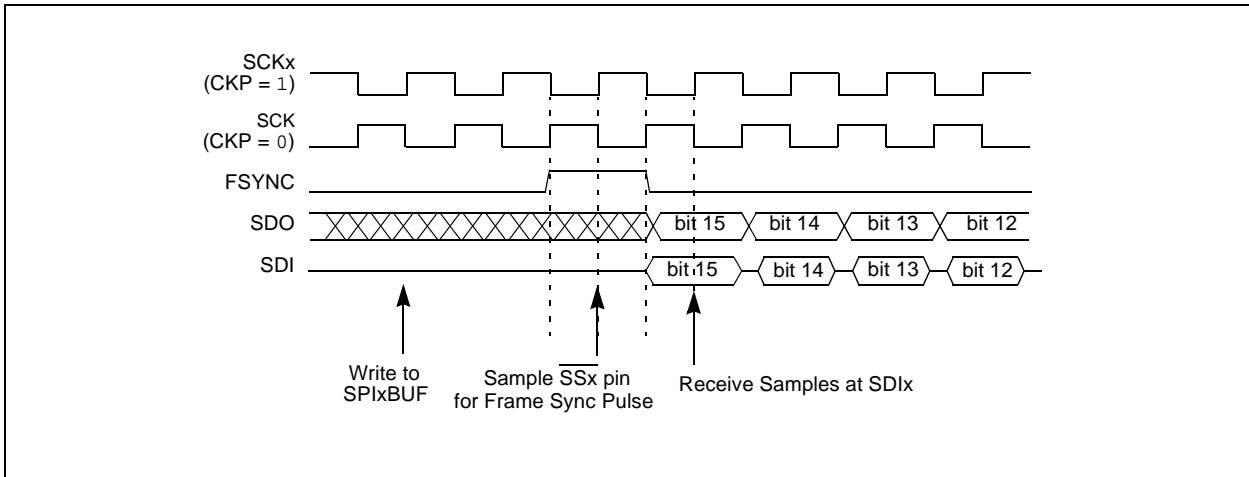 SCKx
(CKP = 1)
SCK
(CKP = 0)
FSYNC
SDO
bit 15 bit 14 bit 13 bit 12
SDI
bit 15 bit 14 bit 13 bit 12
Write to
SPIxBUF
Sample SSx pin
for Frame Sync Pulse
Receive Samples at SDIx